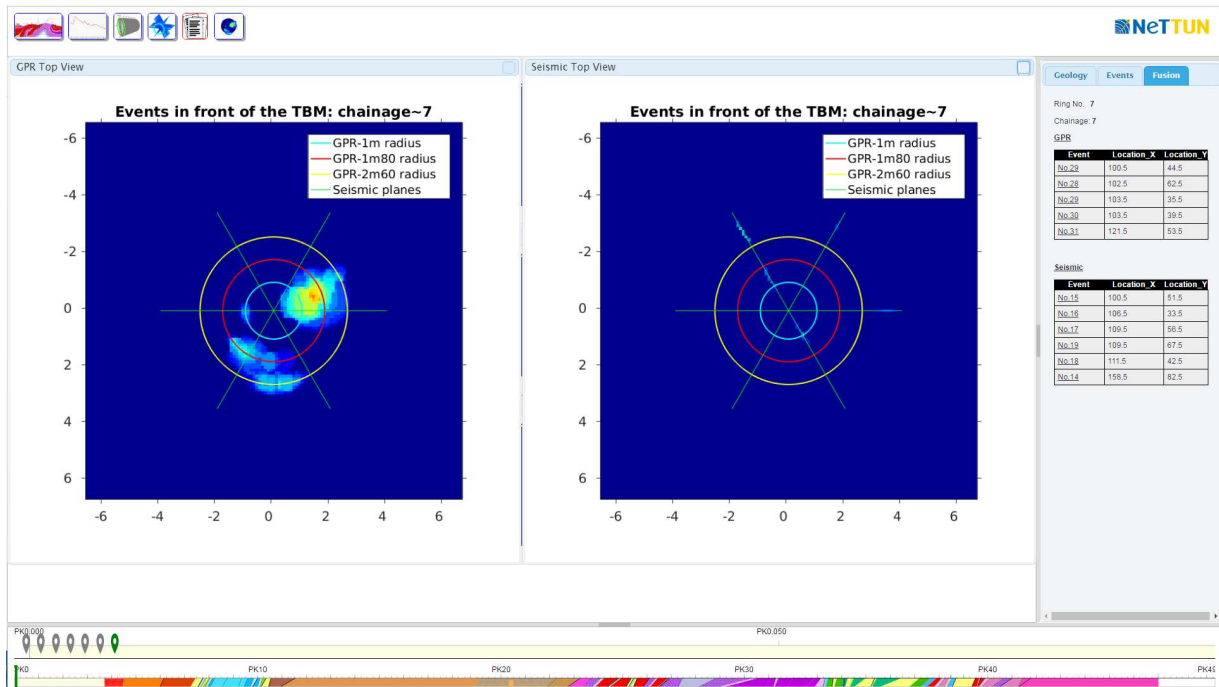 NeTTUN
GPR Top View
Seismic Top View
Geology Events Fusion
Events in front of the TBM: chainage~7
GPR-1m radius
GPR-1m80 radius
GPR-2m60 radius
Seismic planes
-6
-4
-2
0
2
4
6
-6 -4 -2 0 2 4 6
Events in front of the TBM: chainage~7
GPR-1m radius
GPR-1m80 radius
GPR-2m60 radius
Seismic planes
-6
-4
-2
0
2
4
6
-6 -4 -2 0 2 4 6
Ring No. 7
Chainage: 7
GPR
Event Location_X Location_Y
No.29 100.5 44.5
No.28 102.5 62.5
No.29 103.5 35.5
No.30 103.5 39.5
No.31 121.5 53.5
Seismic
Event Location_X Location_Y
No.15 100.5 51.5
No.16 106.5 33.5
No.17 109.5 56.5
No.19 109.5 67.5
No.18 111.5 42.5
No.14 158.5 82.5
PK0.000 PK0.050
PK0 PK10 PK20 PK30 PK40